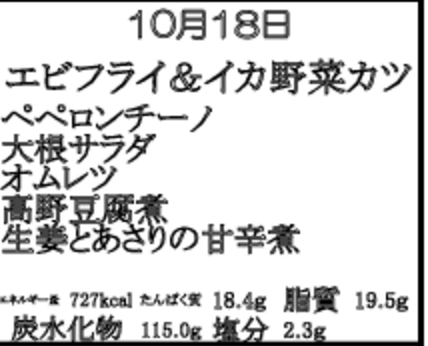 10月18日
エビフライ＆イカ野菜カツ
ペペロンチーノ
大根サラダ
オムレツ
高野豆腐煮
生姜とあさりの甘辛煮
エネルギー量 727kcal たんぱく質 18.4g 脂質 19.5g
炭水化物 115.0g 塩分 2.3g